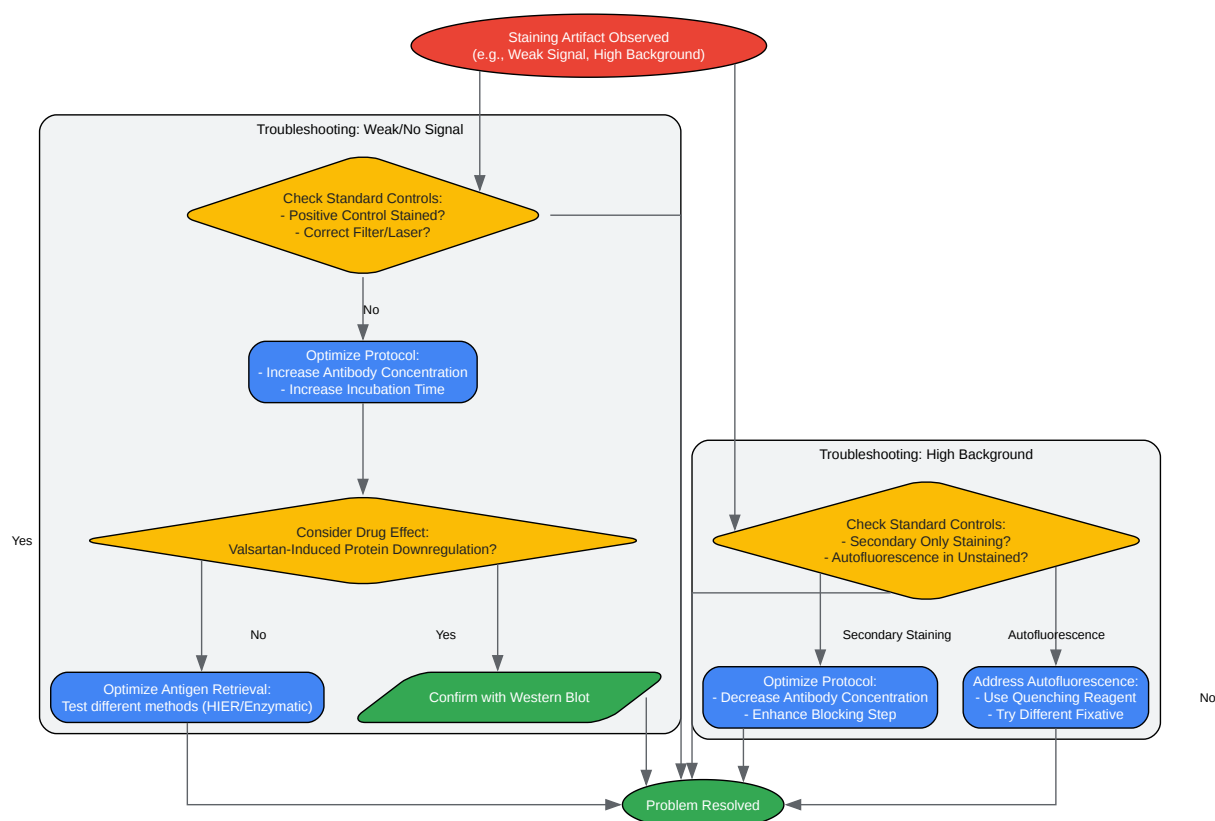 Staining Artifact Observed
(e.g., Weak Signal, High Background)
Troubleshooting: Weak/No Signal
Check Standard Controls:
- Positive Control Stained?
- Correct Filter/Laser?
No
Optimize Protocol:
- Increase Antibody Concentration
- Increase Incubation Time
Consider Drug Effect:
Valsartan-Induced Protein Downregulation?
Yes
No
Yes
Optimize Antigen Retrieval:
Test different methods (HIER/Enzymatic)
Confirm with Western Blot
Troubleshooting: High Background
Check Standard Controls:
- Secondary Only Staining?
- Autofluorescence in Unstained?
Secondary Staining
Autofluorescence
Optimize Protocol:
- Decrease Antibody Concentration
- Enhance Blocking Step
Address Autofluorescence:
- Use Quenching Reagent
- Try Different Fixative
No
Problem Resolved